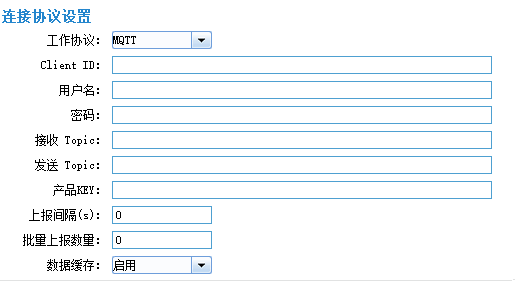 连接协议设置
工作协议： MQTT
Client ID：
用户名：
密码：
接收 Topic：
发送 Topic：
产品KEY：
上报间隔(s)： 0
批量上报数量： 0
数据缓存： 启用